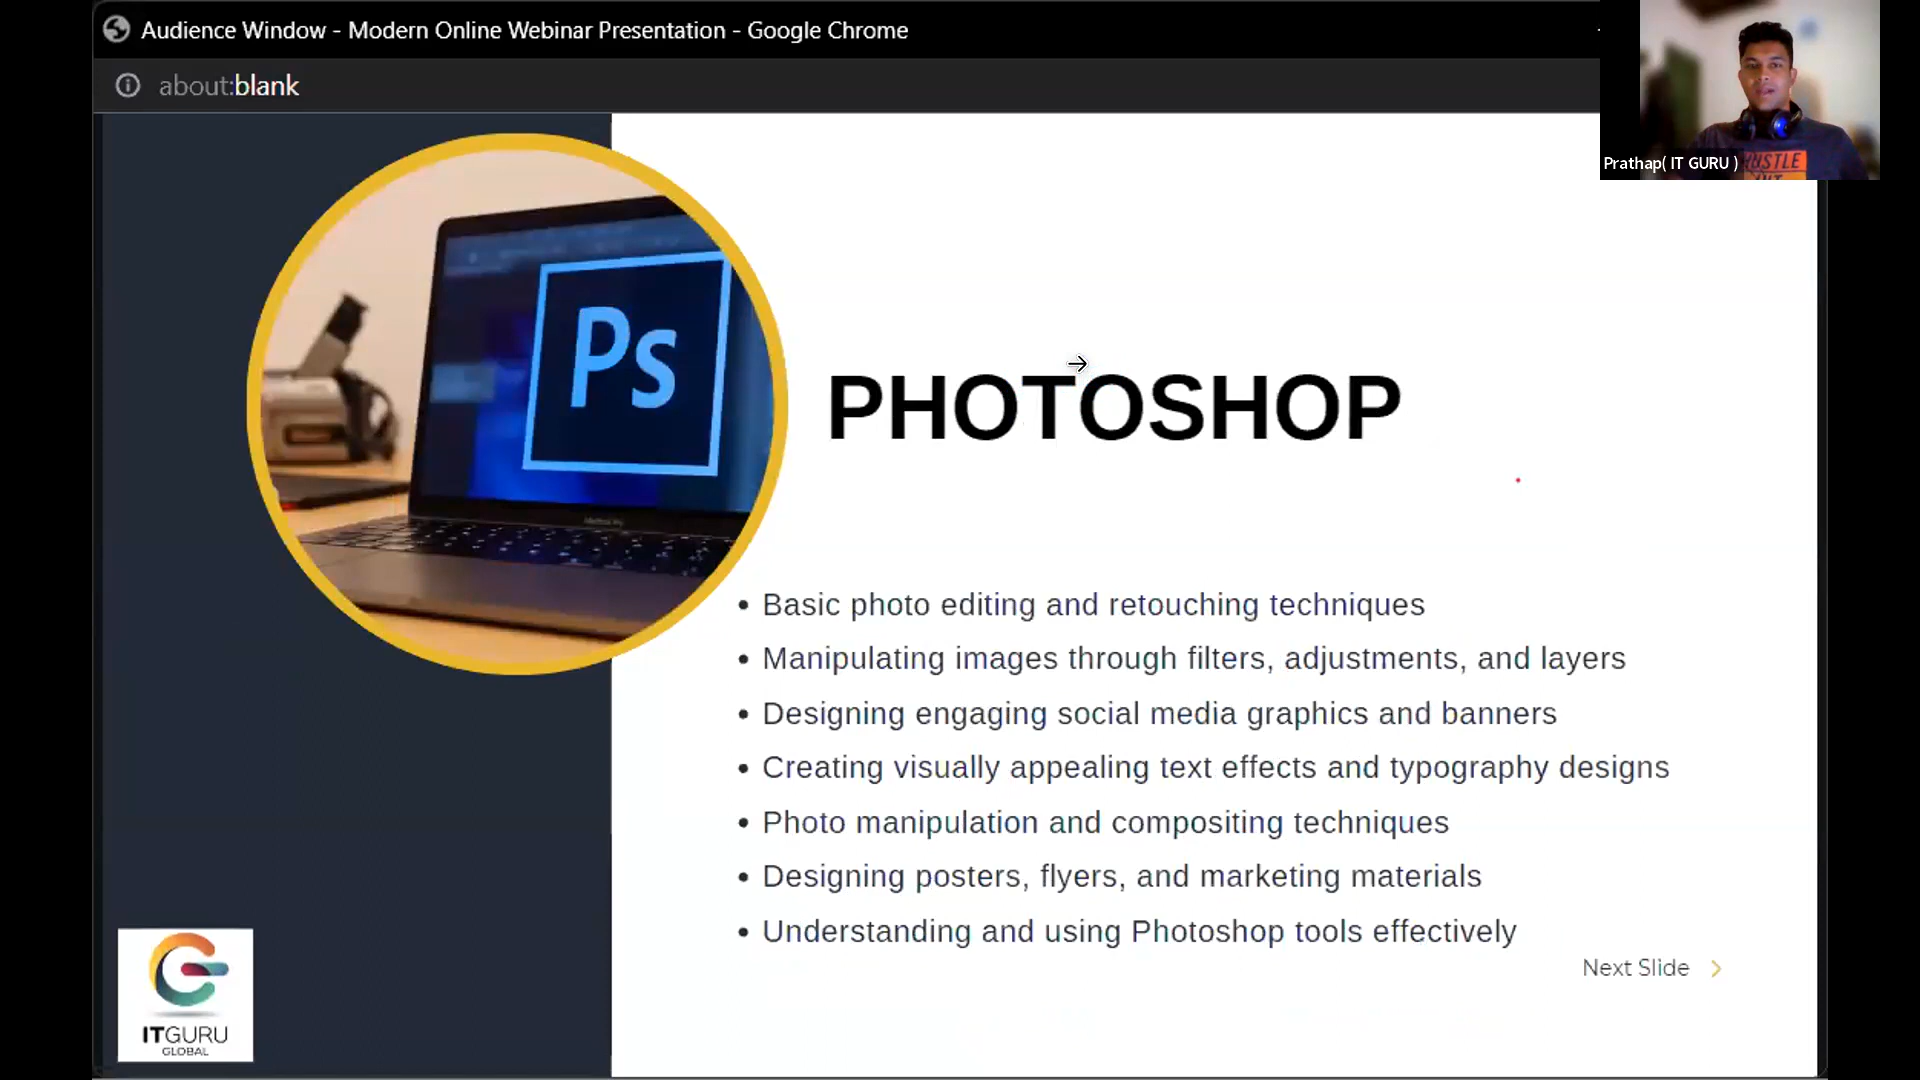 Audience Window - Modern Online Webinar Presentation - Google Chrome
about:blank
Prathap( IT GURU )
Ps
PHOTOSHOP
• Basic photo editing and retouching techniques
• Manipulating images through filters, adjustments, and layers
• Designing engaging social media graphics and banners
• Creating visually appealing text effects and typography designs
• Photo manipulation and compositing techniques
• Designing posters, flyers, and marketing materials
• Understanding and using Photoshop tools effectively
Next Slide
ITGURU
GLOBAL